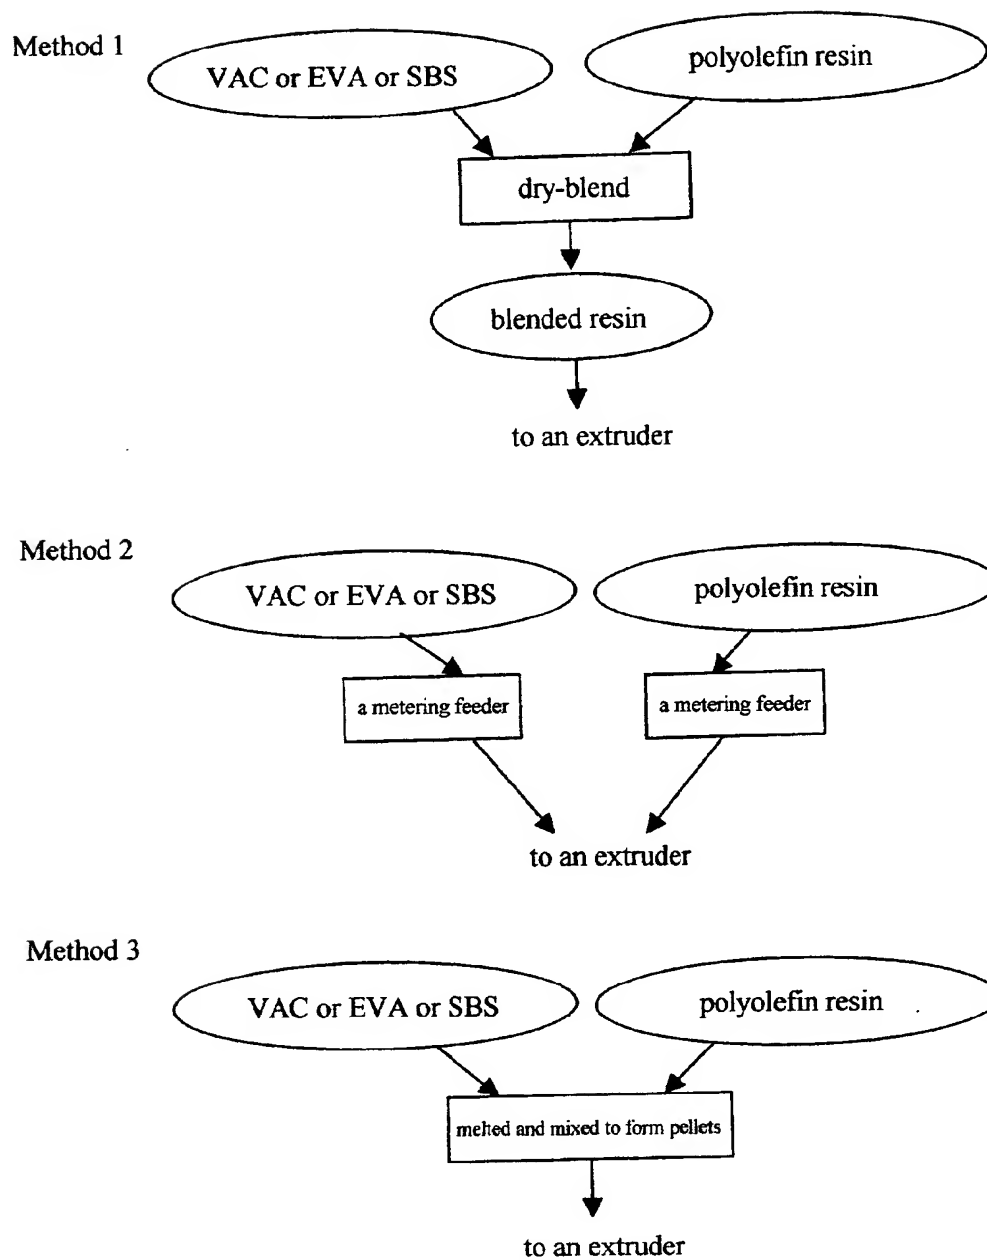 Method 1
VAC or EVA or SBS
polyolefin resin
dry-blend
blended resin
to an extruder
Method 2
VAC or EVA or SBS
polyolefin resin
a metering feeder
a metering feeder
to an extruder
Method 3
VAC or EVA or SBS
polyolefin resin
melted and mixed to form pellets
to an extruder